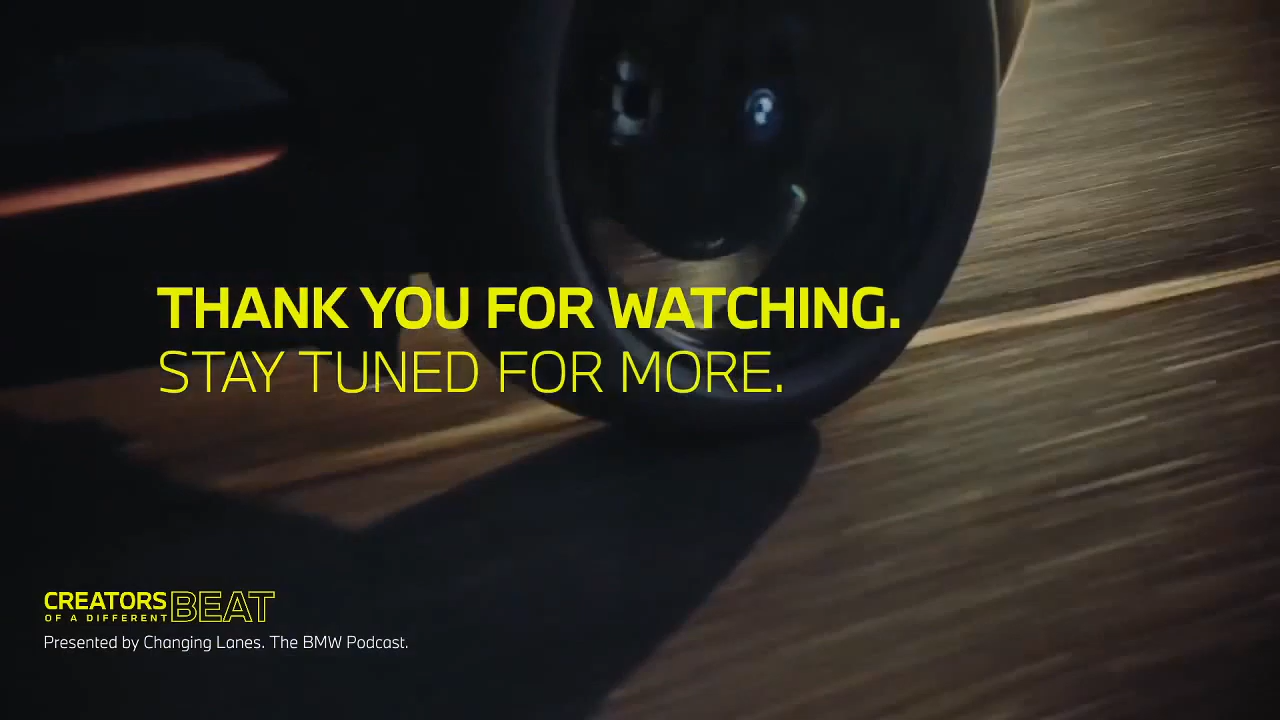 THANK YOU FOR WATCHING.
STAY TUNED FOR MORE.
CREATORS BEAT
OF A DIFFERENT
Presented by Changing Lanes. The BMW Podcast.